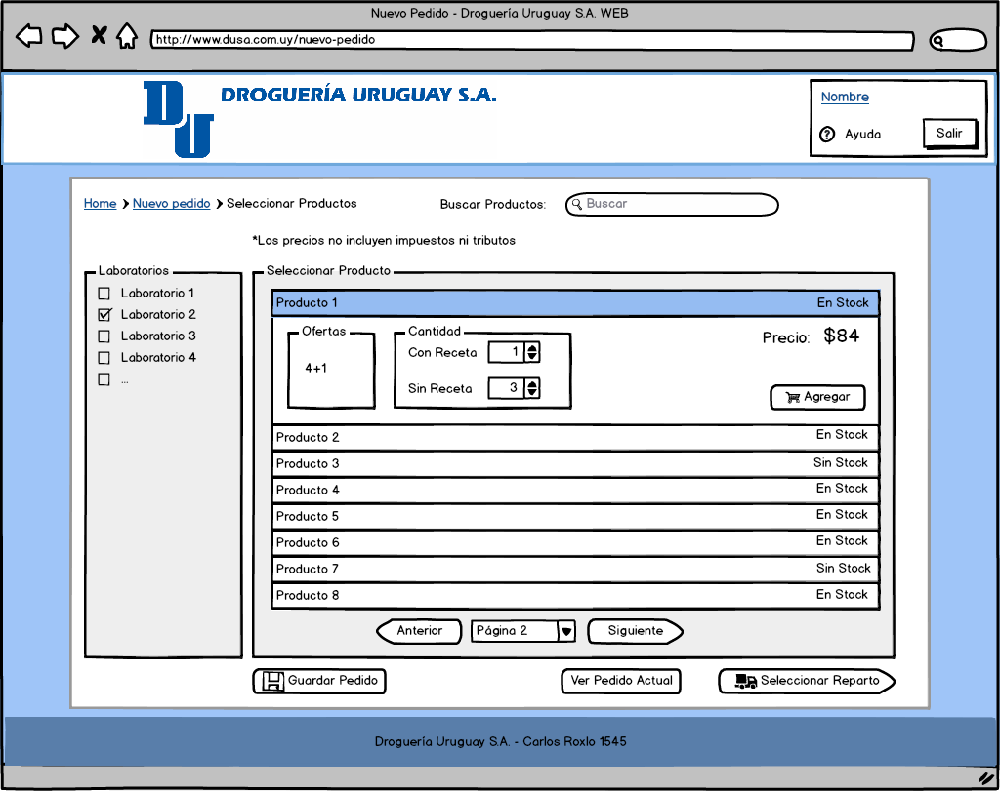 Nuevo Pedido - Droguería Uruguay S.A. WEB
http://www.dusa.com.uy/nuevo-pedido
DU
DROGUERÍA URUGUAY S.A.
Nombre
? Ayuda
Salir
Home > Nuevo pedido > Seleccionar Productos
Buscar Productos:
Buscar
*Los precios no incluyen impuestos ni tributos
Laboratorios
Laboratorio 1
Laboratorio 2
Laboratorio 3
Laboratorio 4
...
Seleccionar Producto
Producto 1 En Stock
Ofertas
4+1
Cantidad
Con Receta 1
Sin Receta 3
Precio: $84
Agregar
Producto 2 En Stock
Producto 3 Sin Stock
Producto 4 En Stock
Producto 5 En Stock
Producto 6 En Stock
Producto 7 Sin Stock
Producto 8 En Stock
Anterior
Página 2
Siguiente
Guardar Pedido
Ver Pedido Actual
Seleccionar Reparto
Droguería Uruguay S.A. - Carlos Roxlo 1545